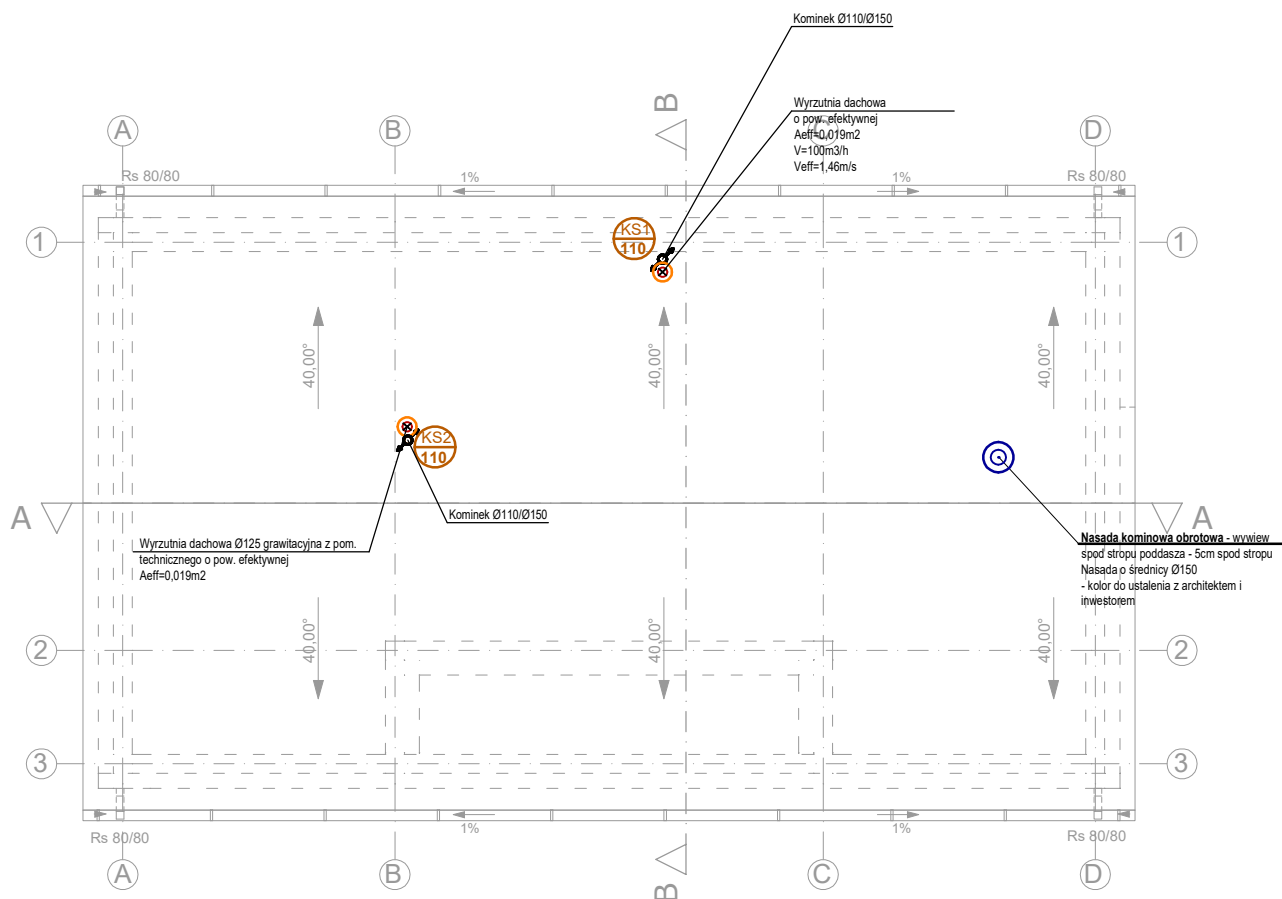 Kominek Ø110/Ø150
Wyrzutnia dachowa
o pow. efektywnej
Aeff=0,019m2
V=100m3/h
Veff=1,46m/s
B
A
B
C
D
Rs 80/80
1%
1%
Rs 80/80
KS1
110
1
1
40,00°
40,00°
40,00°
KS2
110
Kominek Ø110/Ø150
A
A
Wyrzutnia dachowa Ø125 grawitacyjna z pom.
technicznego o pow. efektywnej
Aeff=0,019m2
Nasada kominowa obrotowa - wywiew
spod stropu poddasza - 5cm spod stropu
Nasada o średnicy Ø150
- kolor do ustalenia z architektem i
inwestorem
40,00°
40,00°
40,00°
2
2
3
3
Rs 80/80
1%
1%
Rs 80/80
A
B
B
C
D